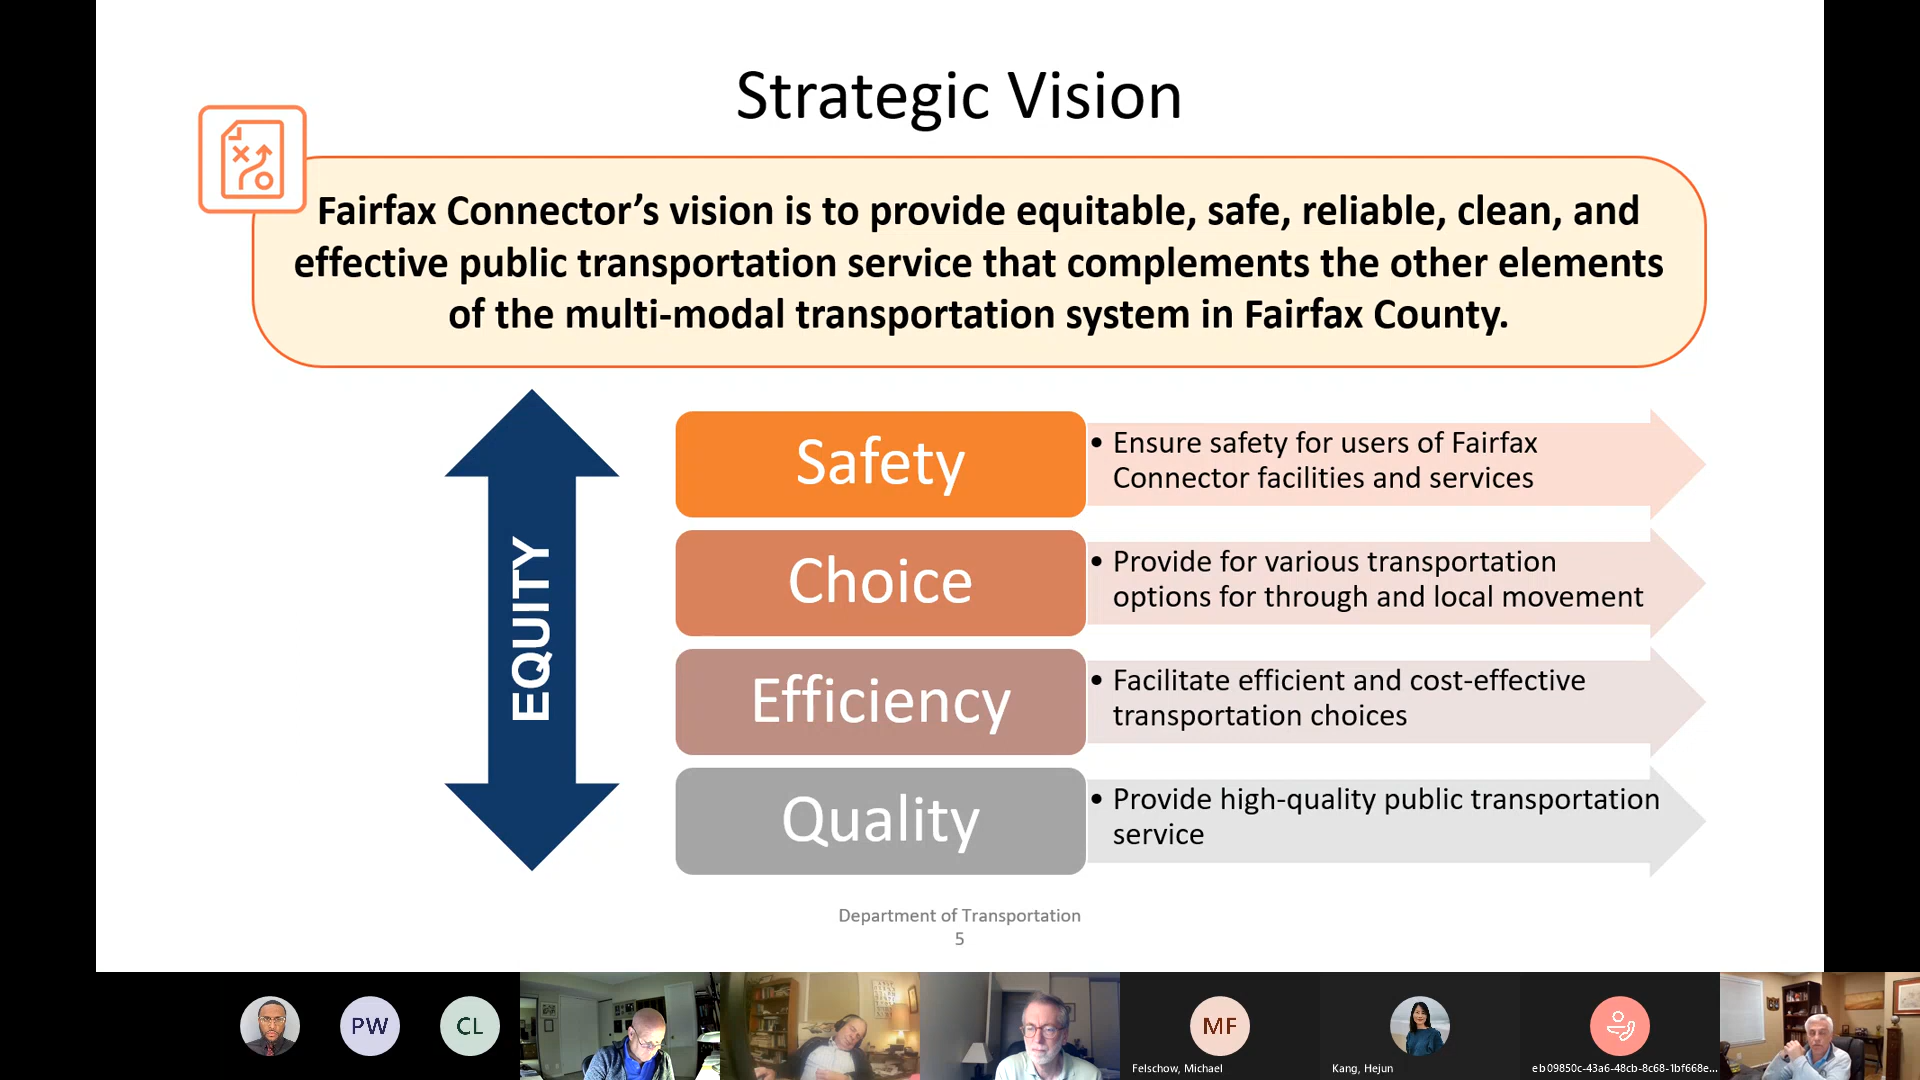 Strategic Vision
Fairfax Connector’s vision is to provide equitable, safe, reliable, clean, and
effective public transportation service that complements the other elements
of the multi-modal transportation system in Fairfax County.
EQUITY
Safety
• Ensure safety for users of Fairfax
Connector facilities and services
Choice
• Provide for various transportation
options for through and local movement
Efficiency
• Facilitate efficient and cost-effective
transportation choices
Quality
• Provide high-quality public transportation
service
Department of Transportation
5
PW
CL
MF
Felschow, Michael
Kang, Hejun
eb09850c-43a6-48cb-8c68-1bf668e...